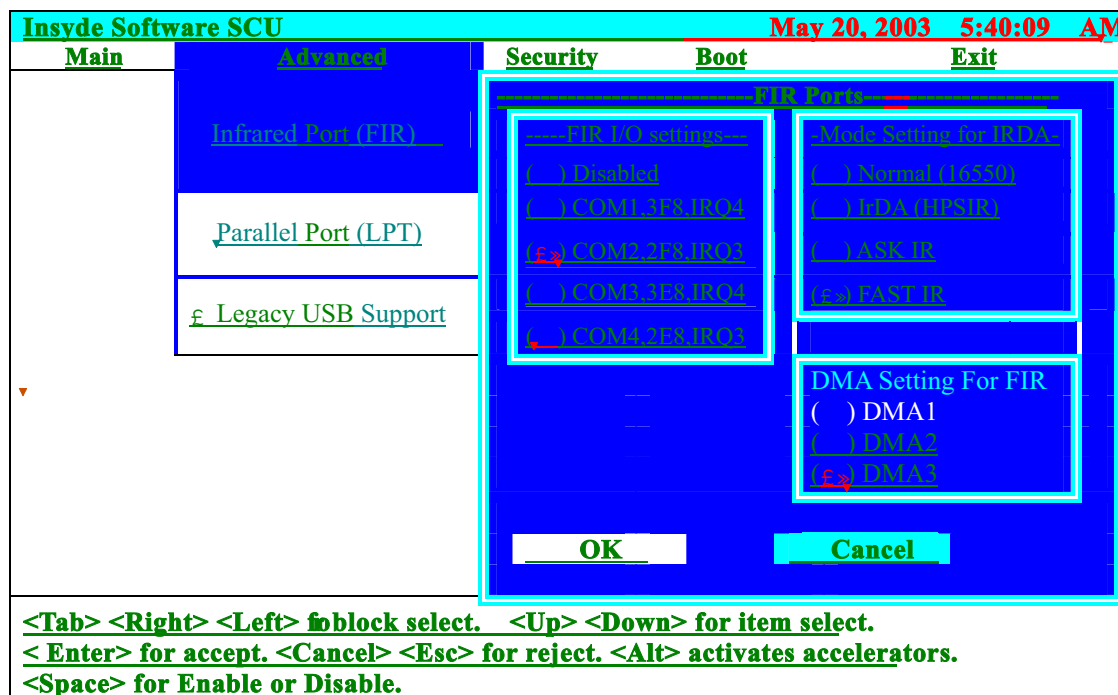 Insyde Software SCU May 20, 2003 5:40:09 AM
Main Advanced Security Boot Exit
Infrared Port (FIR)
Parallel Port (LPT)
£ Legacy USB Support
---------------------------FIR Ports---------------------
-----FIR I/O settings---
( ) Disabled
( ) COM1,3F8,IRQ4
(£») COM2,2F8,IRQ3
( ) COM3,3E8,IRQ4
( ) COM4,2E8,IRQ3
-Mode Setting for IRDA-
( ) Normal (16550)
( ) IrDA (HPSIR)
( ) ASK IR
(£») FAST IR
DMA Setting For FIR
( ) DMA1
( ) DMA2
(£») DMA3
OK Cancel
<Tab> <Right> <Left> block select. <Up> <Down> for item select.
< Enter> for accept. <Cancel> <Esc> for reject. <Alt> activates accelerators.
<Space> for Enable or Disable.